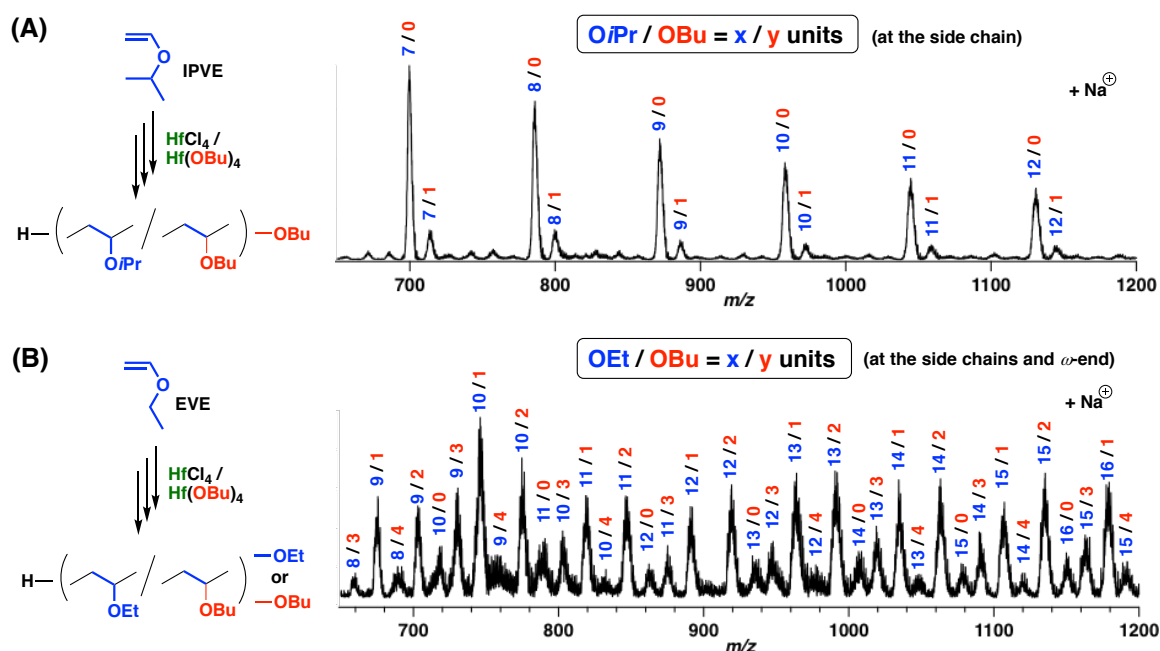 (A)
IPVE
HfCl₄ /
Hf(OBu)₄
H
O
OiPr
OBu
OBu
OiPr / OBu = x / y units (at the side chain)
+ Na⊕
7 / 0
7 / 1
8 / 0
8 / 1
9 / 0
9 / 1
10 / 0
10 / 1
11 / 0
11 / 1
12 / 0
12 / 1
700 800 900 1000 1100 1200
m/z
(B)
EVE
O
HfCl₄ /
Hf(OBu)₄
H
OEt
OBu
OEt
or
OBu
OEt / OBu = x / y units (at the side chains and ω-end)
+ Na⊕
8 / 3
9 / 1
8 / 4
9 / 2
10 / 0
9 / 3
10 / 1
9 / 4
10 / 2
11 / 0
10 / 3
11 / 1
10 / 4
11 / 2
12 / 0
11 / 3
12 / 1
12 / 2
13 / 0
12 / 3
13 / 1
12 / 4
13 / 2
14 / 0
13 / 3
14 / 1
13 / 4
14 / 2
15 / 0
14 / 3
15 / 1
14 / 4
15 / 2
16 / 0
15 / 3
16 / 1
15 / 4
700 800 900 1000 1100 1200
m/z